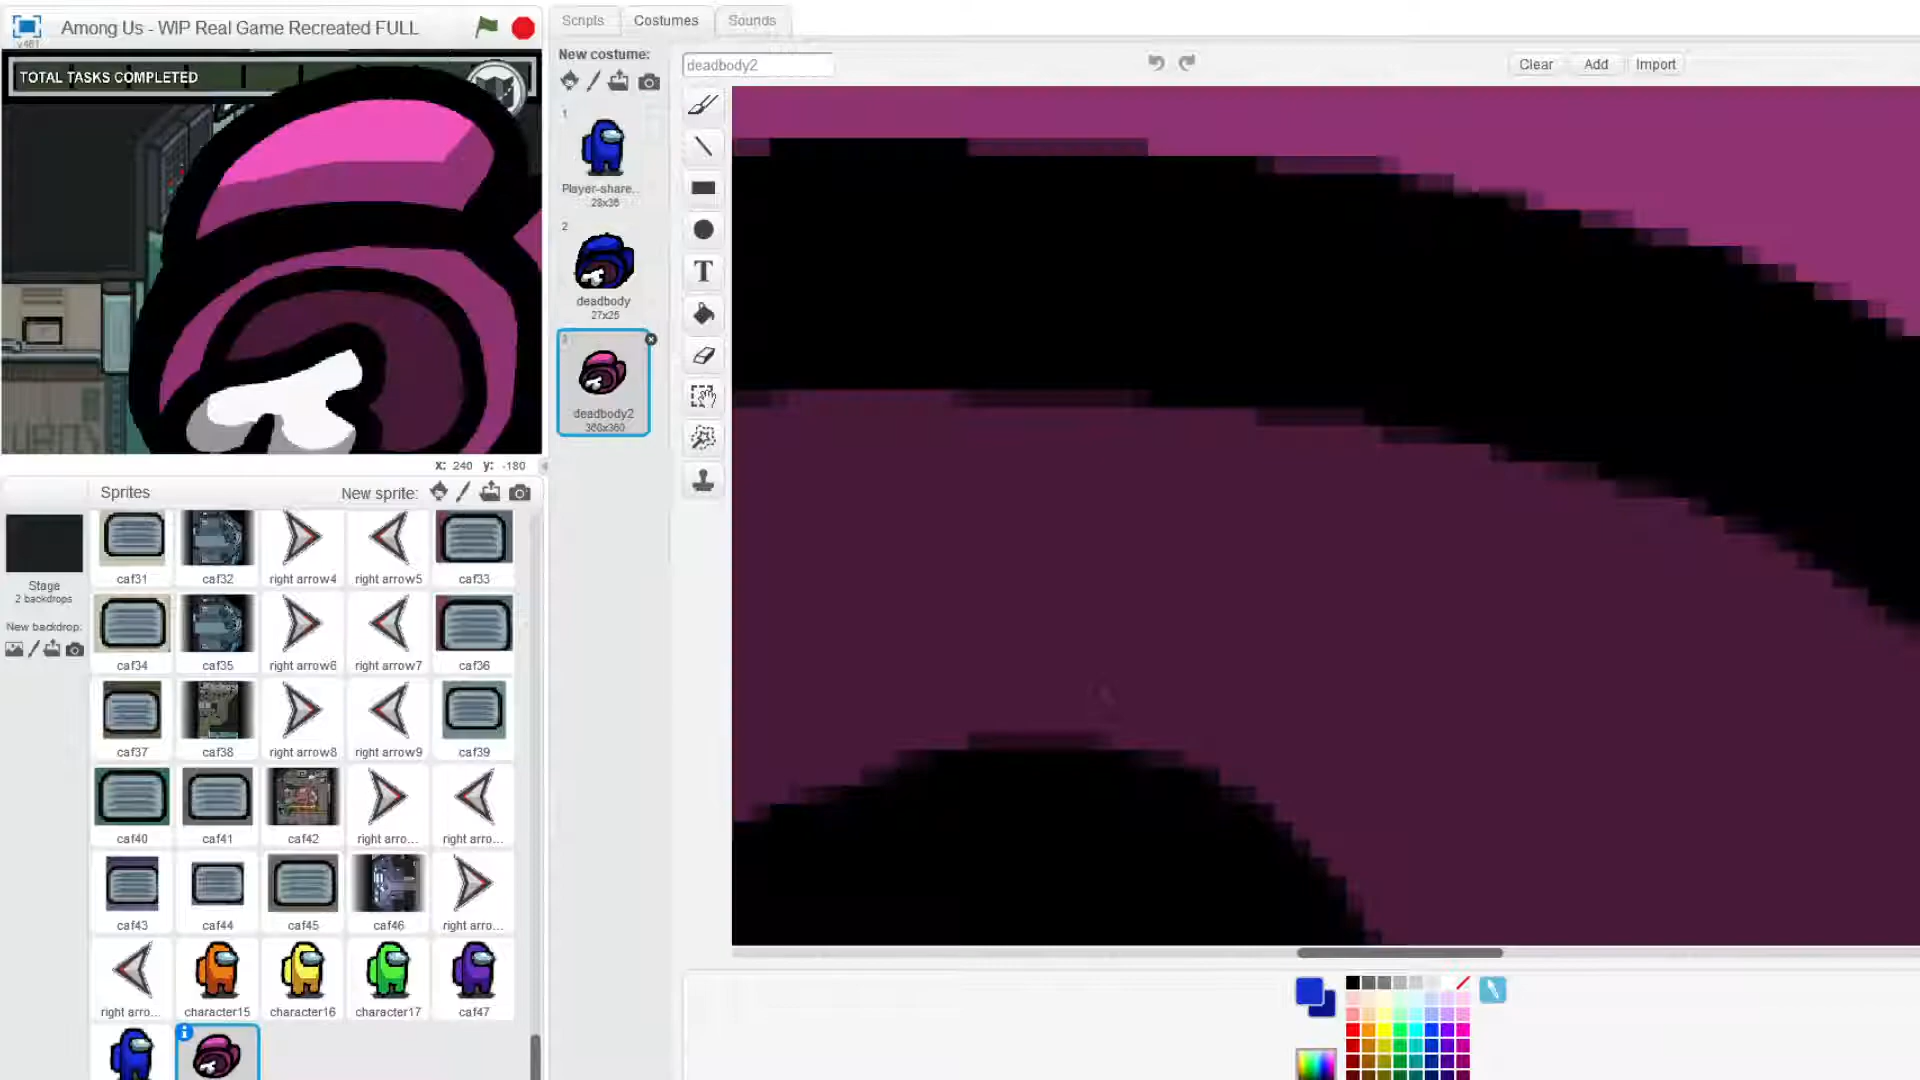 Among Us - WIP Real Game Recreated FULL
v461
TOTAL TASKS COMPLETED
Scripts
Costumes
Sounds
New costume:
deadbody2
Clear
Add
Import
1
Player-share..
28x36
2
deadbody
27x25
3
deadbody2
360x360
T
x: 240 y: -180
Sprites
New sprite:
Stage
2 backdrops
New backdrop:
caf31
caf32
right arrow4
right arrow5
caf33
caf34
caf35
right arrow6
right arrow7
caf36
caf37
caf38
right arrow8
right arrow9
caf39
caf40
caf41
caf42
right arro...
right arro...
caf43
caf44
caf45
caf46
right arro...
right arro...
character15
character16
character17
caf47